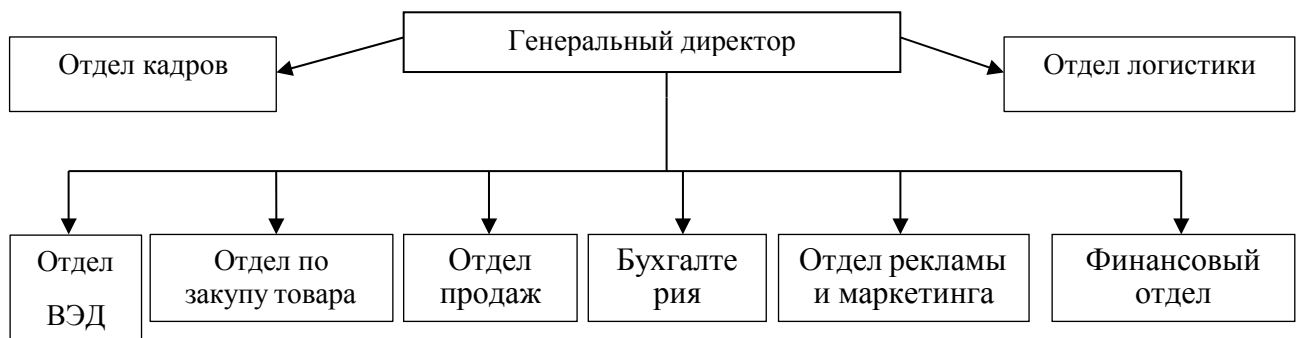 Генеральный директор
Отдел кадров
Отдел логистики
Отдел
ВЭД
Отдел по
закупу товара
Отдел
продаж
Бухгалте
рия
Отдел рекламы
и маркетинга
Финансовый
отдел